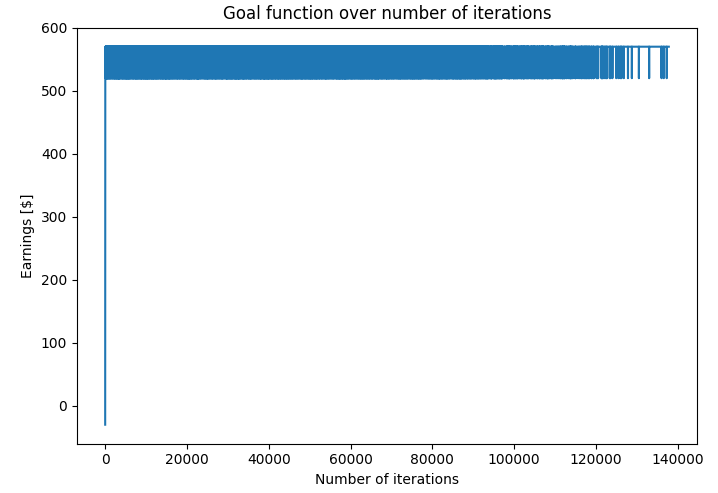 Goal function over number of iterations
600
500
400
300
200
100
0
Earnings [$]
0 20000 40000 60000 80000 100000 120000 140000
Number of iterations